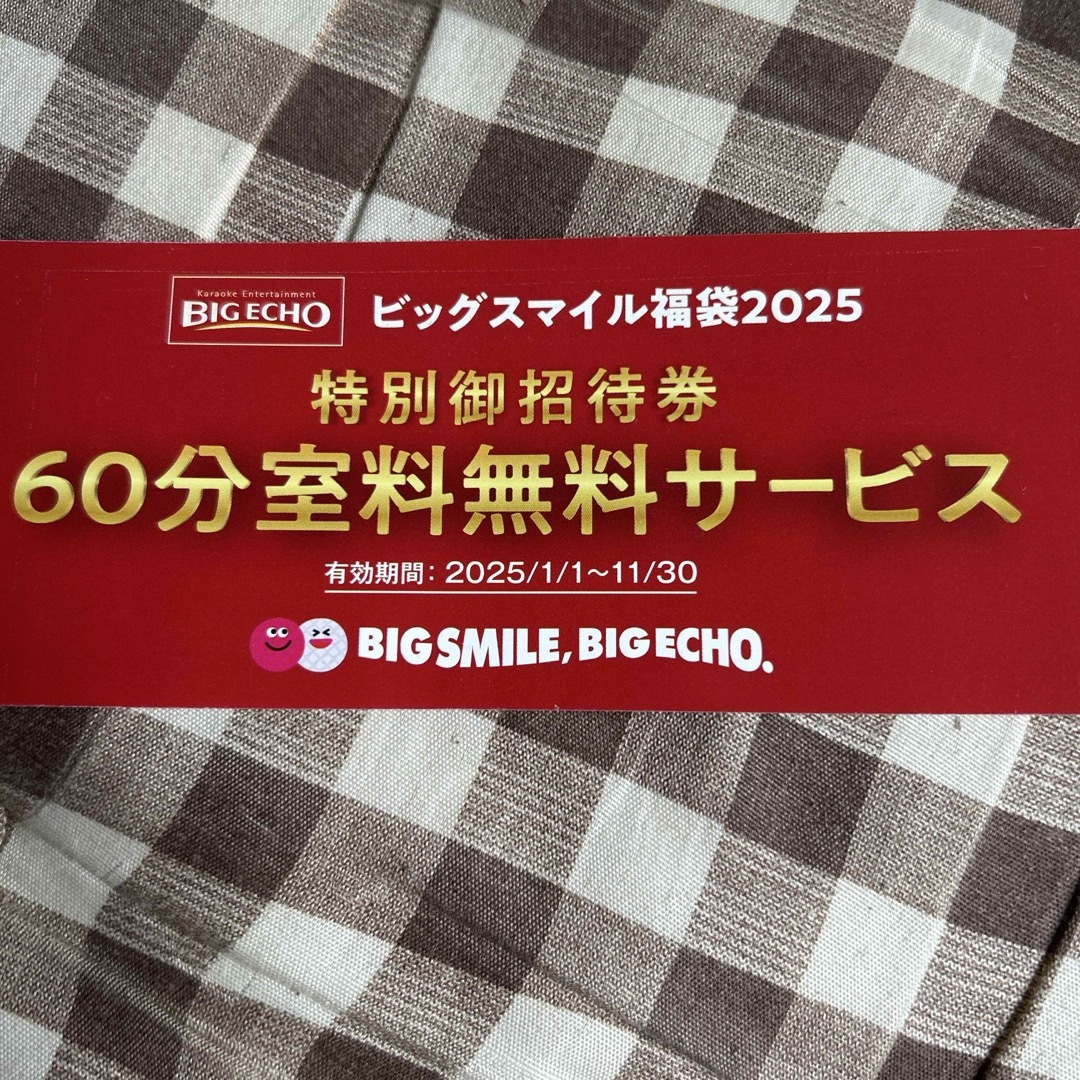 Karaoke Entertainment
BIG ECHO
ビッグスマイル福袋2025
特別御招待券
60分室料無料サービス
有効期間：2025/1/1〜11/30
BIG SMILE, BIG ECHO.